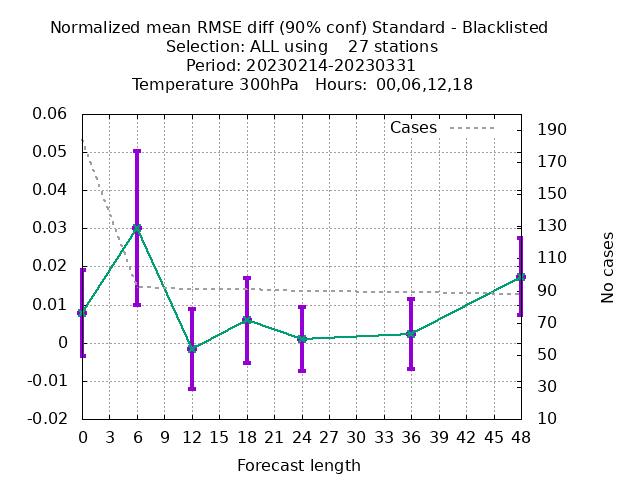 Normalized mean RMSE diff (90% conf) Standard - Blacklisted
Selection: ALL using    27 stations
Period: 20230214-20230331
Temperature 300hPa   Hours: 00,06,12,18
Cases
0.06
0.05
0.04
0.03
0.02
0.01
0
-0.01
-0.02
190
170
150
130
110
90
70
50
30
10
No cases
0 3 6 9 12 15 18 21 24 27 30 33 36 39 42 45 48
Forecast length